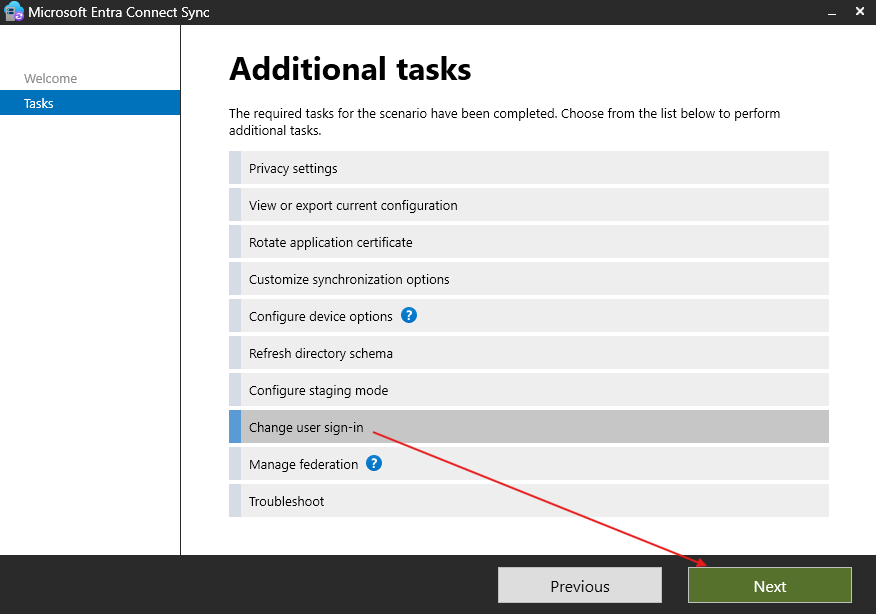 Microsoft Entra Connect Sync
Welcome
Tasks
Additional tasks
The required tasks for the scenario have been completed. Choose from the list below to perform
additional tasks.
Privacy settings
View or export current configuration
Rotate application certificate
Customize synchronization options
Configure device options ?
Refresh directory schema
Configure staging mode
Change user sign-in
Manage federation ?
Troubleshoot
Previous
Next